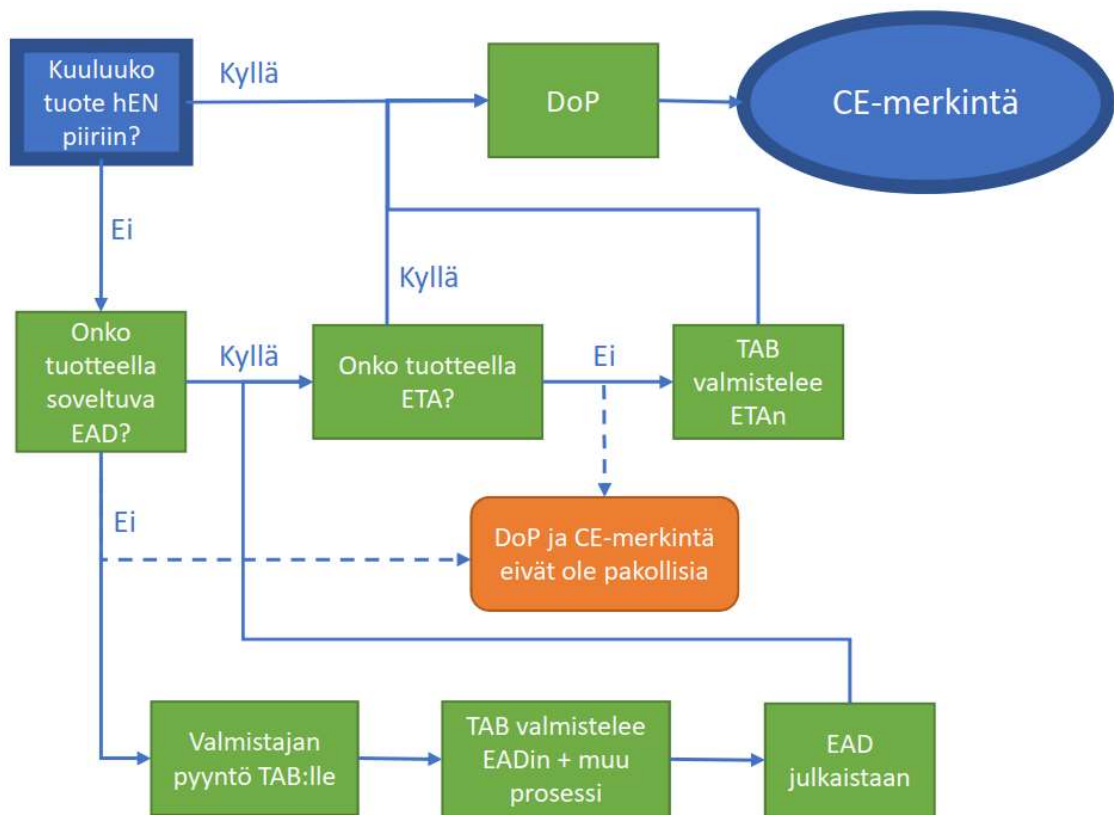 Kuuluuko
tuote hEN
piiriin?
Kyllä
DoP
CE-merkintä
Ei
Kyllä
Onko
tuotteella
soveltuva
EAD?
Kyllä
Onko tuotteella
ETA?
Ei
TAB
valmistelee
ETAn
Ei
DoP ja CE-merkintä
eivät ole pakollisia
Valmistajan
pyyntö TAB:lle
TAB valmistelee
EADin + muu
prosessi
EAD
julkaistaan